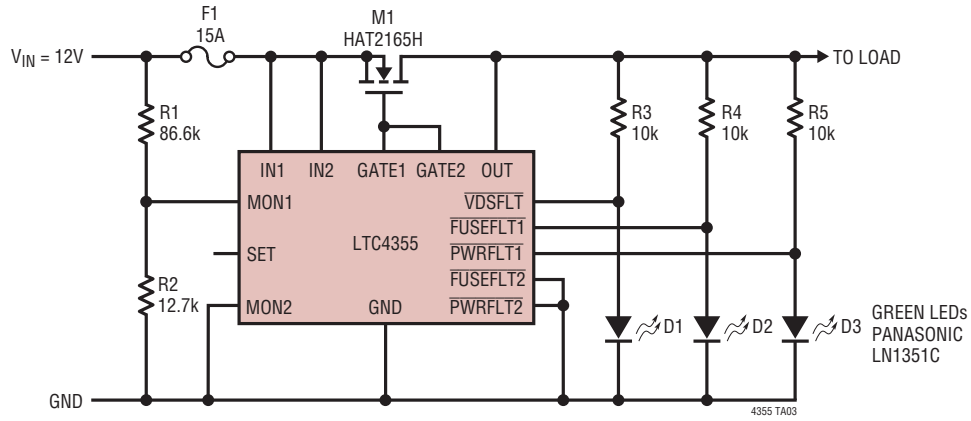 F1
15A
M1
HAT2165H
VIN = 12V
TO LOAD
R1
86.6k
R3
10k
R4
10k
R5
10k
IN1
IN2
GATE1
GATE2
OUT
MON1
VDSFLT
FUSEFLT1
LTC4355
SET
PWRFLT1
FUSEFLT2
R2
12.7k
MON2
GND
PWRFLT2
D1
D2
D3
GREEN LEDs
PANASONIC
LN1351C
GND
4355 TA03